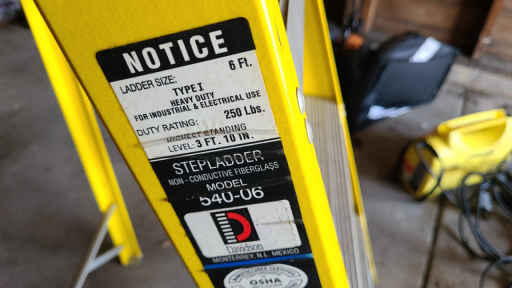 NOTICE
LADDER SIZE: 6 Ft.
TYPE I
HEAVY DUTY
FOR INDUSTRIAL & ELECTRICAL USE
DUTY RATING: 250 Lbs.
HIGHEST STANDING
LEVEL: 3 FT. 10 IN.
STEPLADDER
NON-CONDUCTIVE FIBERGLASS
MODEL
540-06
Davidson
MONTERREY, N.L. MEXICO
OSHA